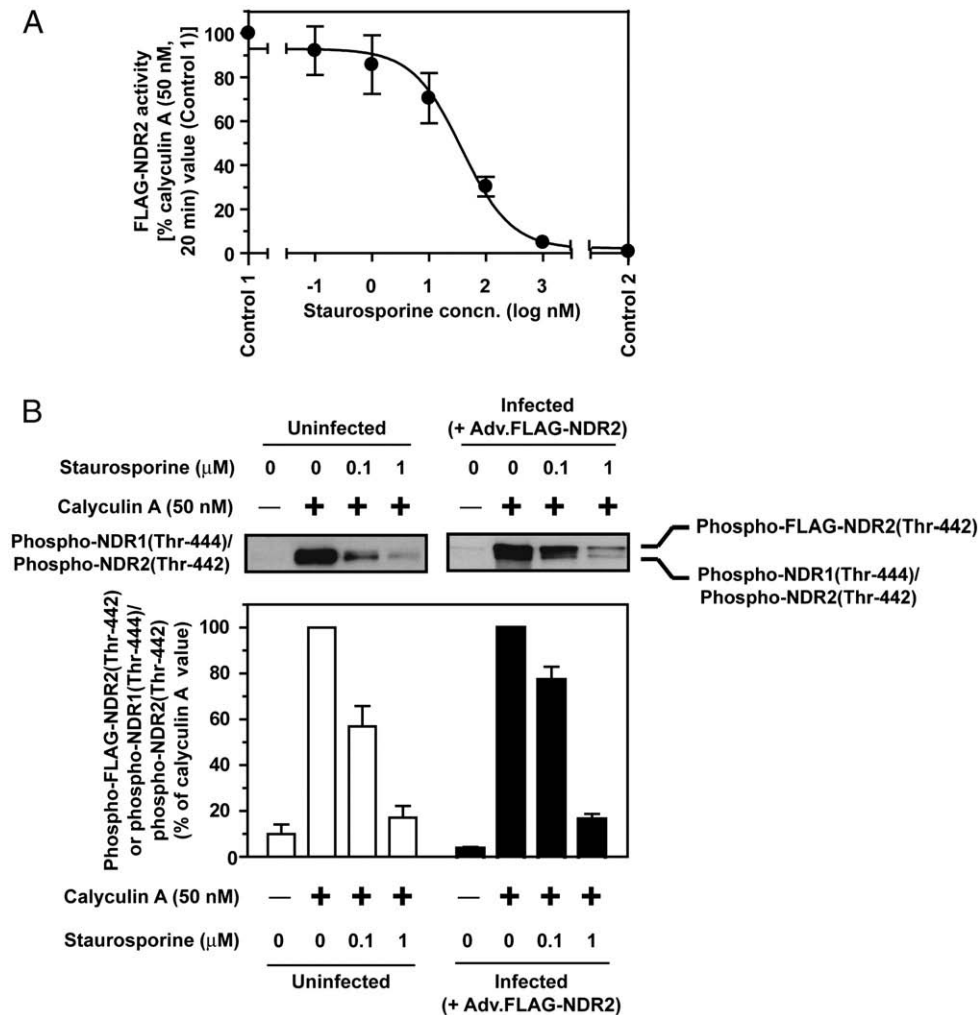 A
FLAG-NDR2 activity
[% calyculin A (50 nM,
20 min) value (Control 1)]
100
80
60
40
20
0
Control 1
-1 0 1 2 3
Control 2
Staurosporine concn. (log nM)
B
Uninfected
Infected
(+ Adv.FLAG-NDR2)
Staurosporine (μM) 0 0 0.1 1 0 0 0.1 1
Calyculin A (50 nM) — + + + — + + +
Phospho-NDR1(Thr-444)/
Phospho-NDR2(Thr-442)
Phospho-FLAG-NDR2(Thr-442)
Phospho-NDR1(Thr-444)/
Phospho-NDR2(Thr-442)
Phospho-FLAG-NDR2(Thr-442)
or phospho-NDR1(Thr-444)/
phospho-NDR2(Thr-442)
(% of calyculin A value)
100
80
60
40
20
0
Calyculin A (50 nM) — + + + — + + +
Staurosporine (μM) 0 0 0.1 1 0 0 0.1 1
Uninfected
Infected
(+ Adv.FLAG-NDR2)